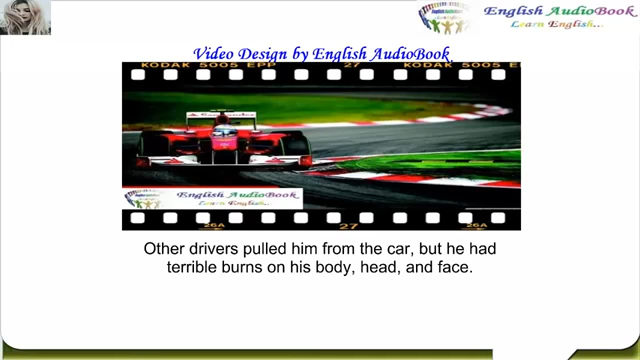 English AudioBook
Learn English...
Video Design by English AudioBook
KODAK 5005 EPP 27 KODAK 5005 E
Santander
English AudioBook
Learn English...
26A 27 26A
Other drivers pulled him from the car, but he had
terrible burns on his body, head, and face.